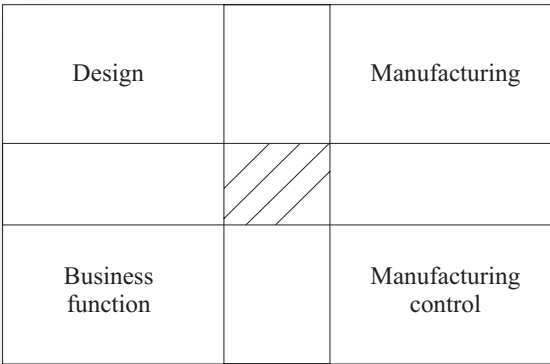 Design
Manufacturing
Business
function
Manufacturing
control